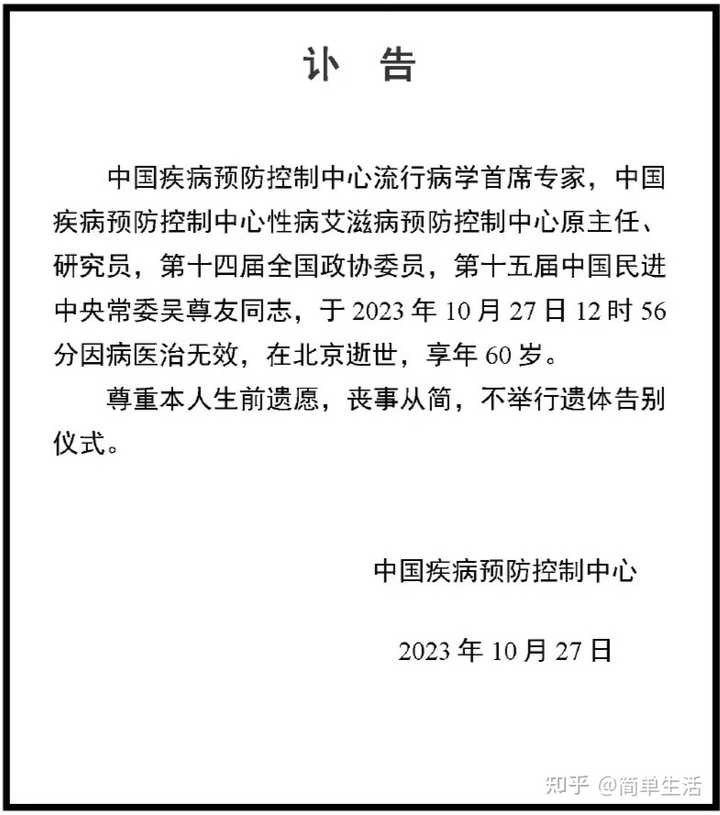 讣 告
中国疾病预防控制中心流行病学首席专家，中国
疾病预防控制中心性病艾滋病预防控制中心原主任、
研究员，第十四届全国政协委员，第十五届中国民进
中央常委吴尊友同志，于 2023 年 10 月 27 日 12 时 56
分因病医治无效，在北京逝世，享年 60 岁。
尊重本人生前遗愿，丧事从简，不举行遗体告别
仪式。
中国疾病预防控制中心
2023 年 10 月 27 日
知乎 @简单生活